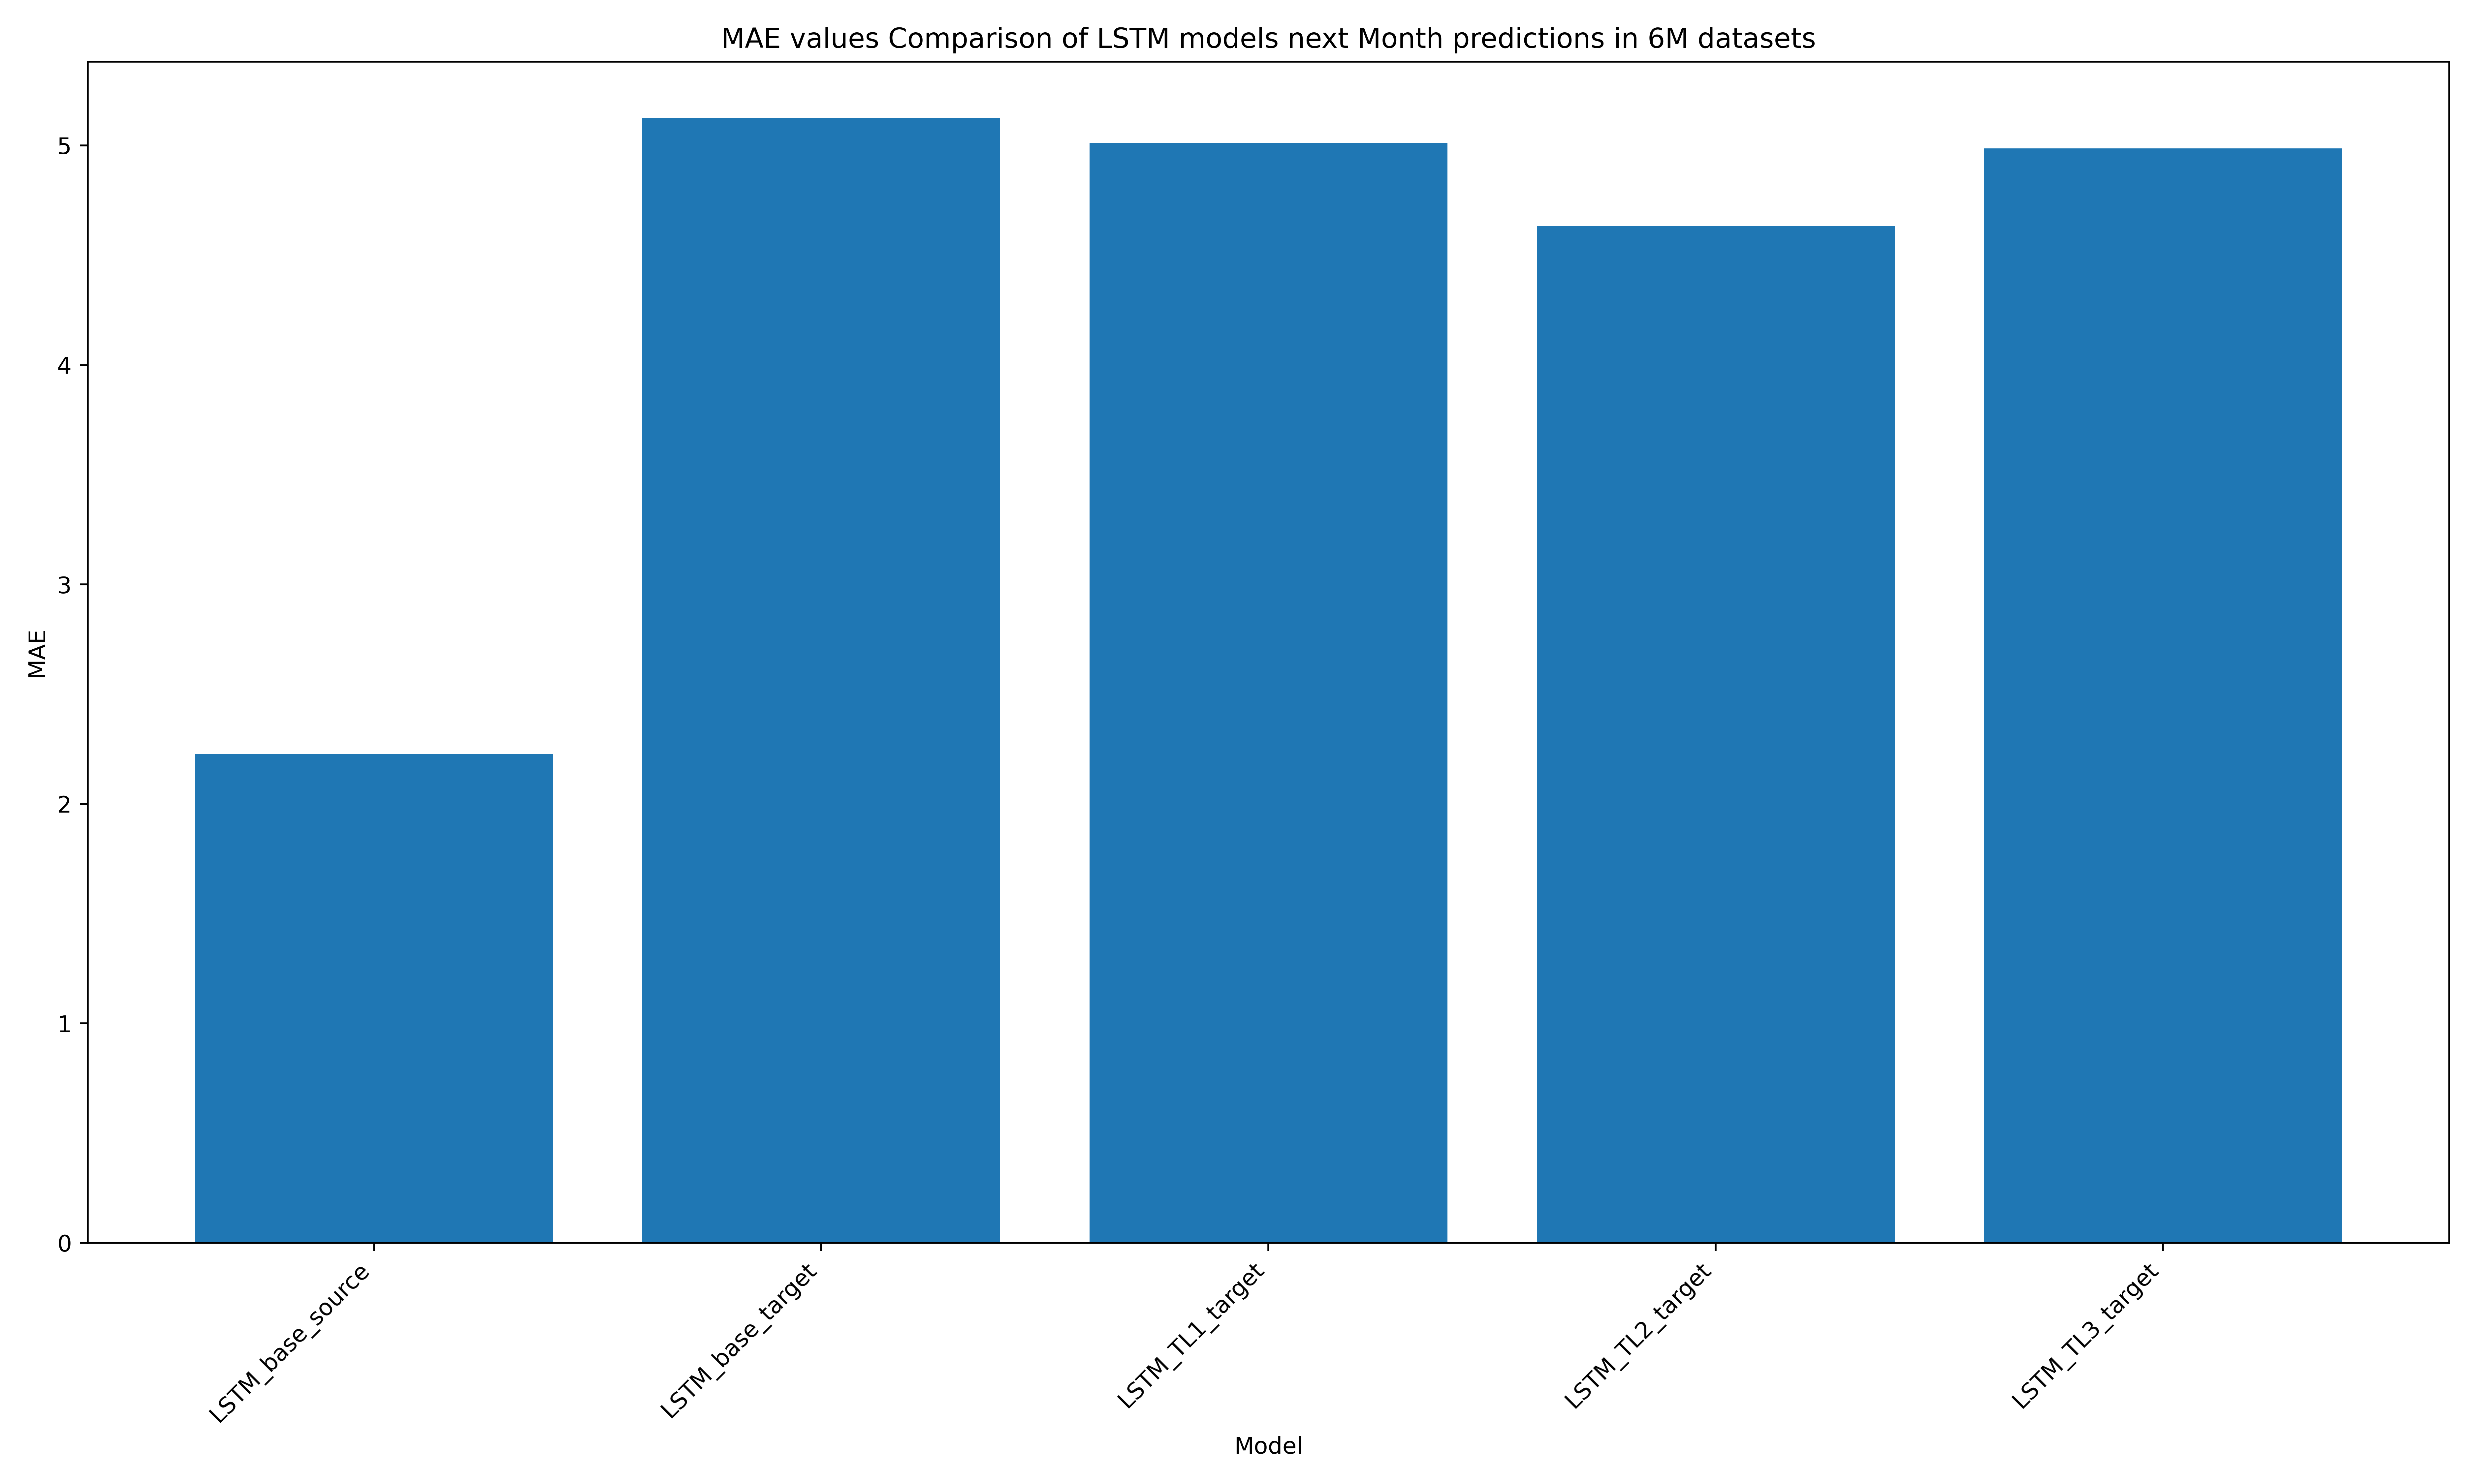 MAE values Comparison of LSTM models next Month predictions in 6M datasets
5
4
3
2
1
0
MAE
LSTM_base_source
LSTM_base_target
LSTM_TL1_target
LSTM_TL2_target
LSTM_TL3_target
Model